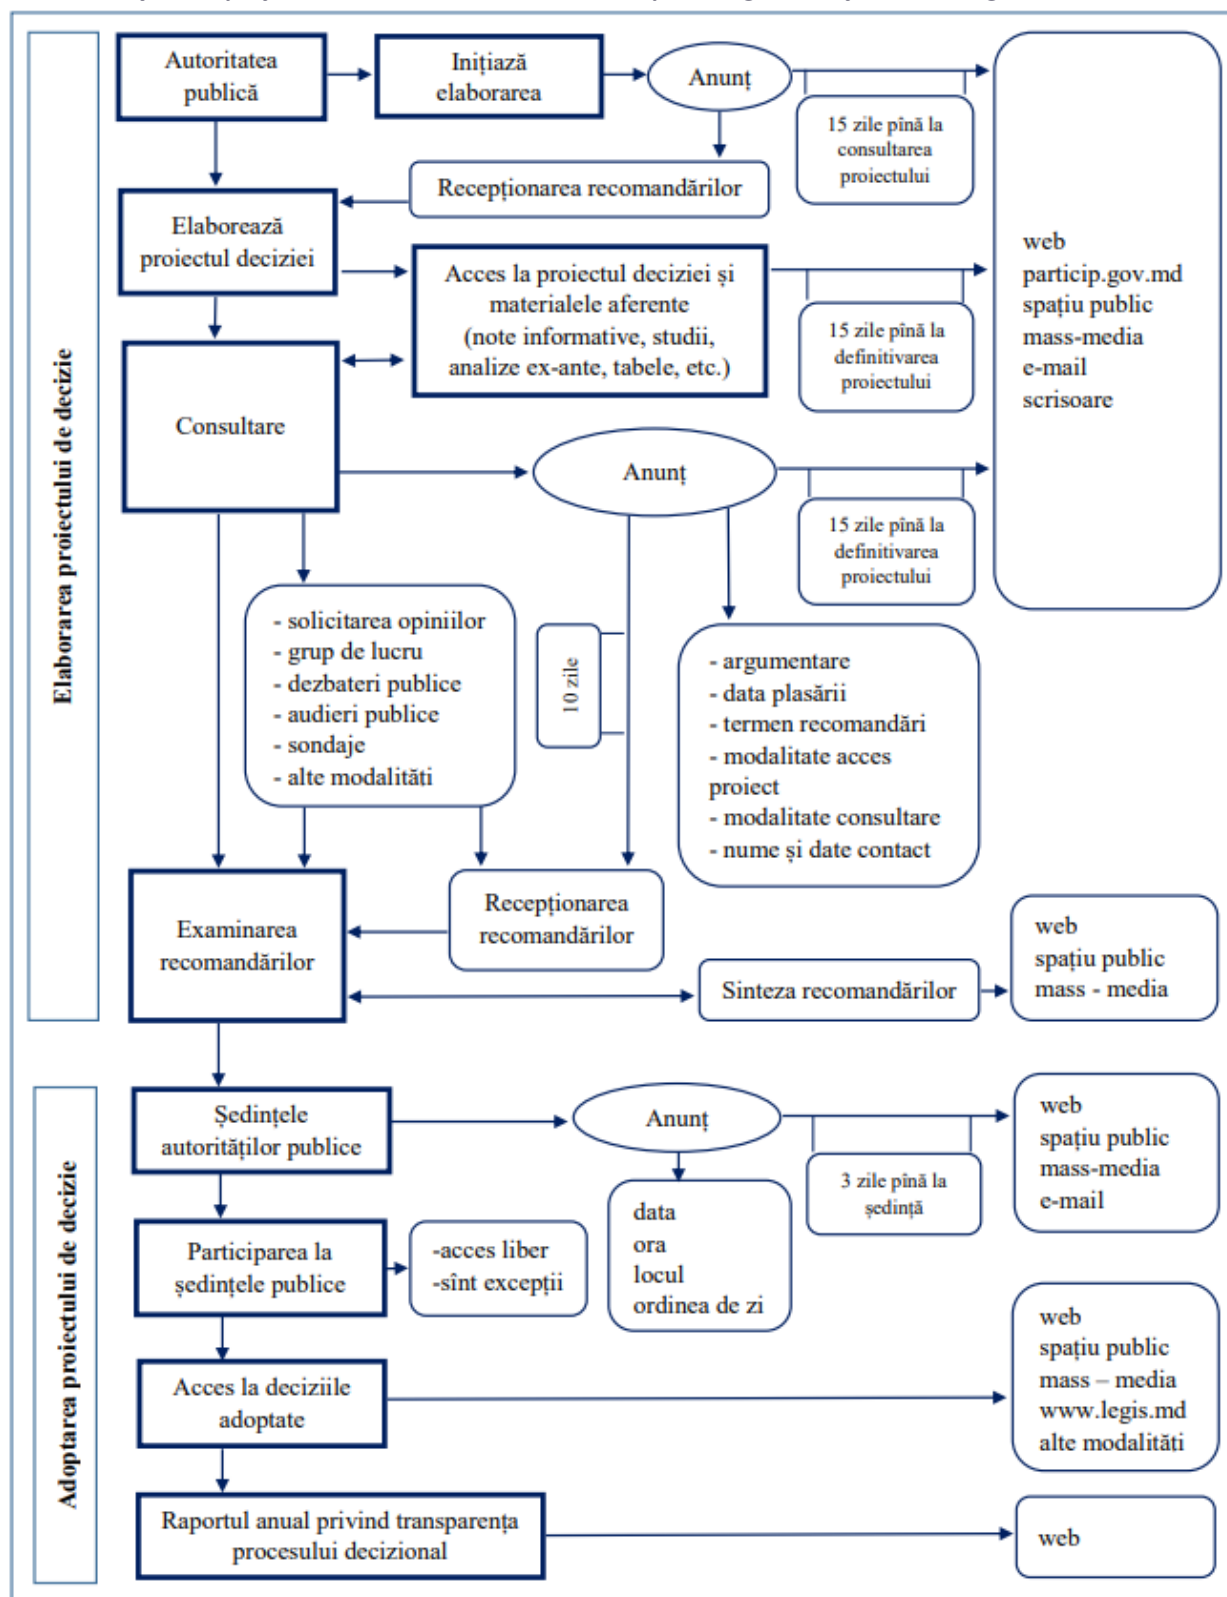 Autoritatea
publică
Inițiază
elaborarea
Anunț
15 zile pînă la
consultarea
proiectului
Recepționarea recomandărilor
Elaborează
proiectul deciziei
Acces la proiectul deciziei și
materialele aferente
(note informative, studii,
analize ex-ante, tabele, etc.)
15 zile pînă la
definitivarea
proiectului
web
particip.gov.md
spațiu public
mass-media
e-mail
scrisoare
Consultare
Anunț
15 zile pînă la
definitivarea
proiectului
Elaborarea proiectului de decizie
- solicitarea opiniilor
- grup de lucru
- dezbateri publice
- audieri publice
- sondaje
- alte modalități
10 zile
- argumentare
- data plasării
- termen recomandări
- modalitate acces
proiect
- modalitate consultare
- nume și date contact
Examinarea
recomandărilor
Recepționarea
recomandărilor
Sinteza recomandărilor
web
spațiu public
mass - media
Adoptarea proiectului de decizie
Ședințele
autorităților publice
Anunț
3 zile pînă la
ședință
web
spațiu public
mass-media
e-mail
data
ora
locul
ordinea de zi
Participarea la
ședințele publice
-acces liber
-sînt excepții
Acces la deciziile
adoptate
web
spațiu public
mass – media
www.legis.md
alte modalități
Raportul anual privind transparența
procesului decizional
web